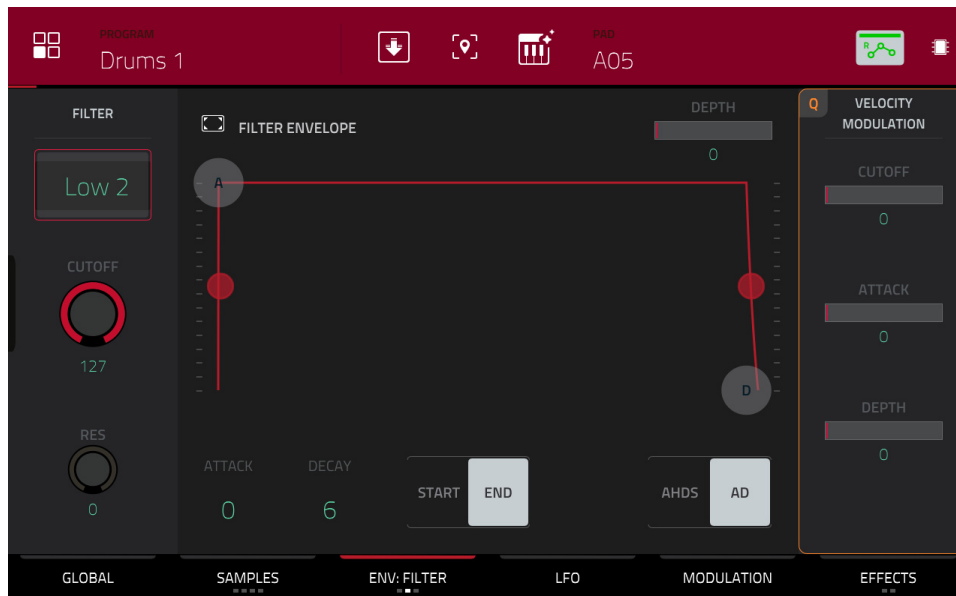 PROGRAM
Drums 1
PAD
A05
R
FILTER
Low 2
CUTOFF
127
RES
0
FILTER ENVELOPE
DEPTH
0
A
D
ATTACK
0
DECAY
6
START END
AHDS AD
Q
VELOCITY
MODULATION
CUTOFF
0
ATTACK
0
DEPTH
0
GLOBAL SAMPLES ENV: FILTER LFO MODULATION EFFECTS